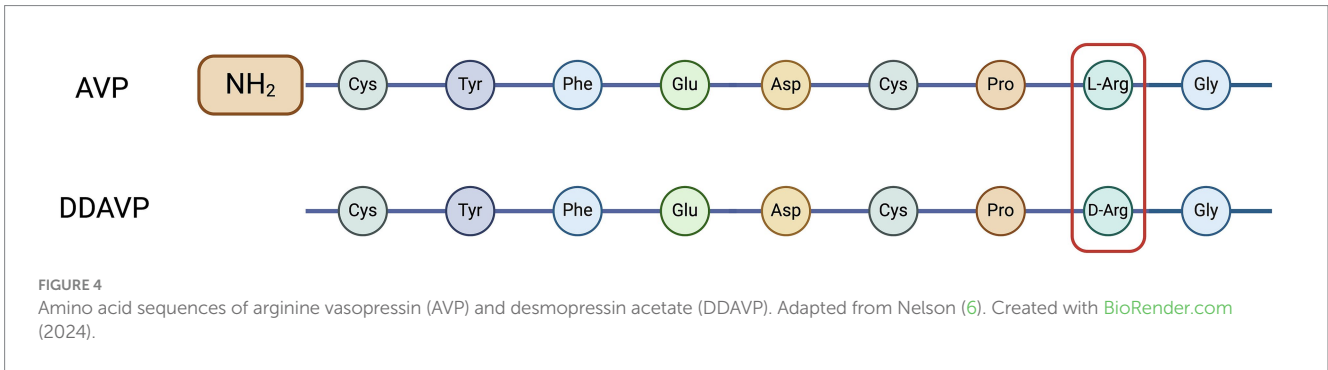 AVP NH₂ Cys Tyr Phe Glu Asp Cys Pro L-Arg Gly
DDAVP Cys Tyr Phe Glu Asp Cys Pro D-Arg Gly
FIGURE 4
Amino acid sequences of arginine vasopressin (AVP) and desmopressin acetate (DDAVP). Adapted from Nelson (6). Created with BioRender.com
(2024).